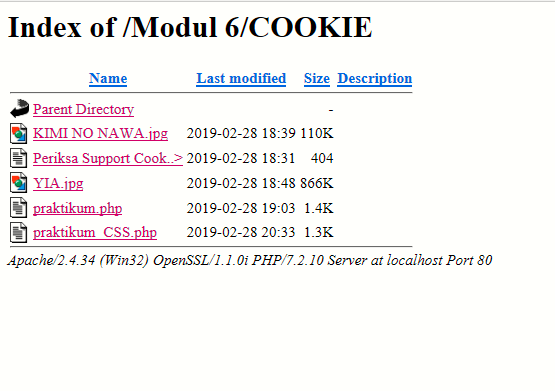 Index of /Modul 6/COOKIE
Name Last modified Size Description
Parent Directory -
KIMI NO NAWA.jpg 2019-02-28 18:39 110K
Periksa Support Cook..> 2019-02-28 18:31 404
YIA.jpg 2019-02-28 18:48 866K
praktikum.php 2019-02-28 19:03 1.4K
praktikum_CSS.php 2019-02-28 20:33 1.3K
Apache/2.4.34 (Win32) OpenSSL/1.1.0i PHP/7.2.10 Server at localhost Port 80